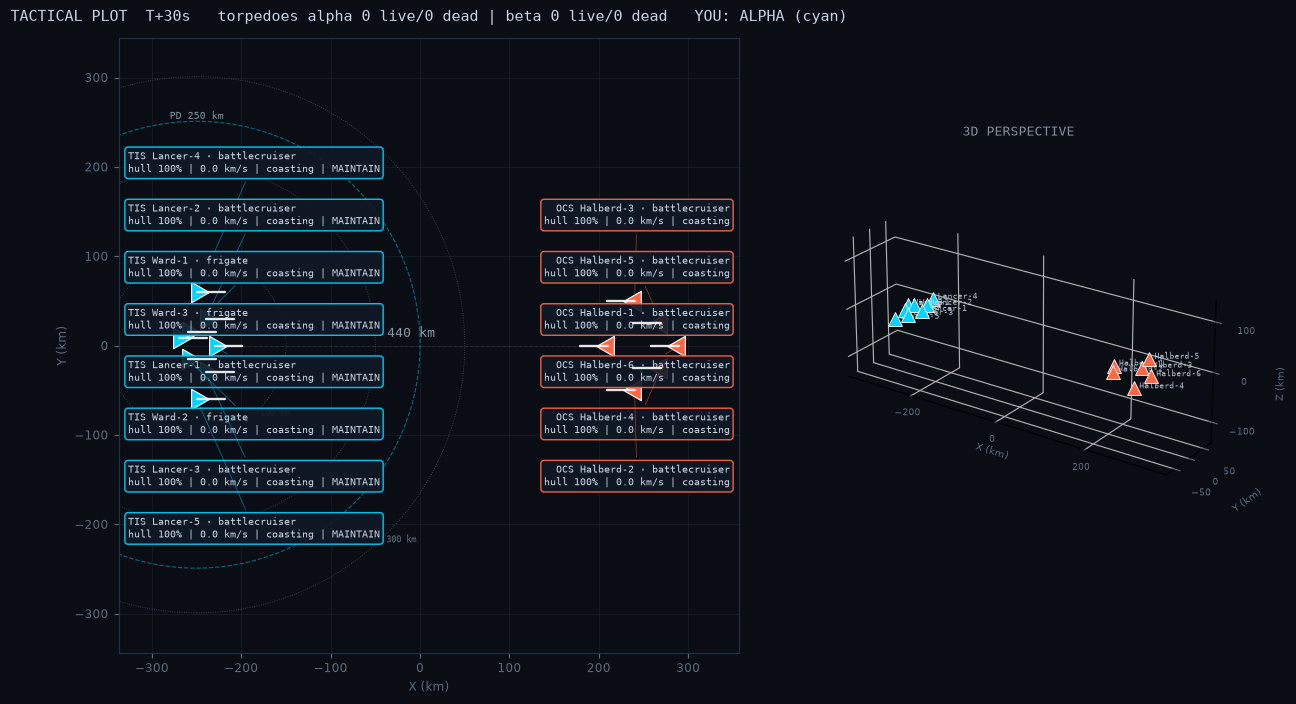 TACTICAL PLOT  T+30s   torpedoes alpha 0 live/0 dead | beta 0 live/0 dead   YOU: ALPHA (cyan)
3D PERSPECTIVE
PD 250 km
TIS Lancer-4 · battlecruiser
hull 100% | 0.0 km/s | coasting | MAINTAIN
TIS Lancer-2 · battlecruiser
hull 100% | 0.0 km/s | coasting | MAINTAIN
TIS Ward-1 · frigate
hull 100% | 0.0 km/s | coasting | MAINTAIN
TIS Ward-3 · frigate
hull 100% | 0.0 km/s | coasting | MAINTAIN
TIS Lancer-1 · battlecruiser
hull 100% | 0.0 km/s | coasting | MAINTAIN
TIS Ward-2 · frigate
hull 100% | 0.0 km/s | coasting | MAINTAIN
TIS Lancer-3 · battlecruiser
hull 100% | 0.0 km/s | coasting | MAINTAIN
TIS Lancer-5 · battlecruiser
hull 100% | 0.0 km/s | coasting | MAINTAIN
440 km
300 km
OCS Halberd-3 · battlecruiser
hull 100% | 0.0 km/s | coasting
OCS Halberd-5 · battlecruiser
hull 100% | 0.0 km/s | coasting
OCS Halberd-1 · battlecruiser
hull 100% | 0.0 km/s | coasting
OCS Halberd-6 · battlecruiser
hull 100% | 0.0 km/s | coasting
OCS Halberd-4 · battlecruiser
hull 100% | 0.0 km/s | coasting
OCS Halberd-2 · battlecruiser
hull 100% | 0.0 km/s | coasting
300
200
100
0
−100
−200
−300
Y (km)
−300
−200
−100
0
100
200
300
X (km)
Lancer-4
Halberd-5
Halberd-6
Halberd-4
−200
0
200
X (km)
−50
0
50
Y (km)
100
0
−100
Z (km)